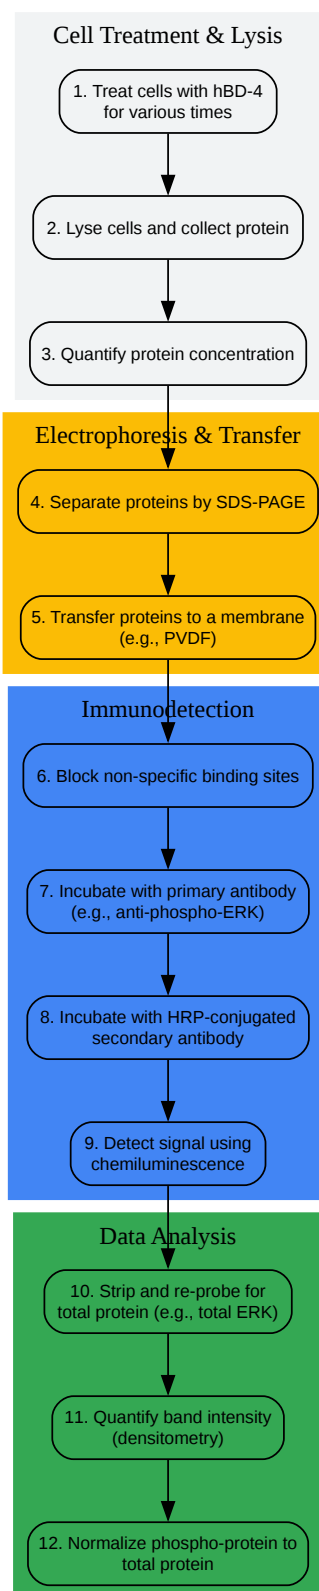 Cell Treatment & Lysis
1. Treat cells with hBD-4
for various times
2. Lyse cells and collect protein
3. Quantify protein concentration
Electrophoresis & Transfer
4. Separate proteins by SDS-PAGE
5. Transfer proteins to a membrane
(e.g., PVDF)
Immunodetection
6. Block non-specific binding sites
7. Incubate with primary antibody
(e.g., anti-phospho-ERK)
8. Incubate with HRP-conjugated
secondary antibody
9. Detect signal using
chemiluminescence
Data Analysis
10. Strip and re-probe for
total protein (e.g., total ERK)
11. Quantify band intensity
(densitometry)
12. Normalize phospho-protein to
total protein